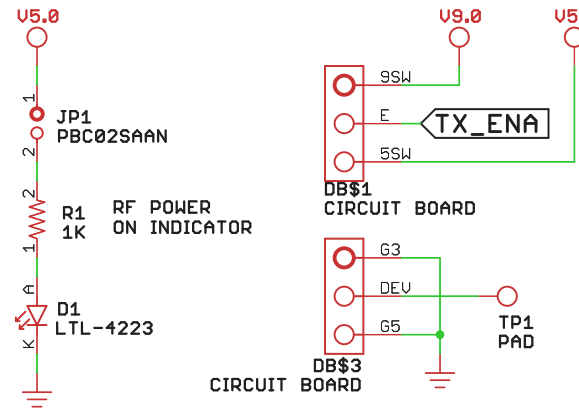 V5.0
V9.0
V5
1
JP1
PBC02SAAN
2
9SW
E
TX_ENA
5SW
DB$1
CIRCUIT BOARD
2
R1
1K
1
RF POWER
ON INDICATOR
A
D1
LTL-4223
K
G3
DEV
G5
TP1
PAD
DB$3
CIRCUIT BOARD